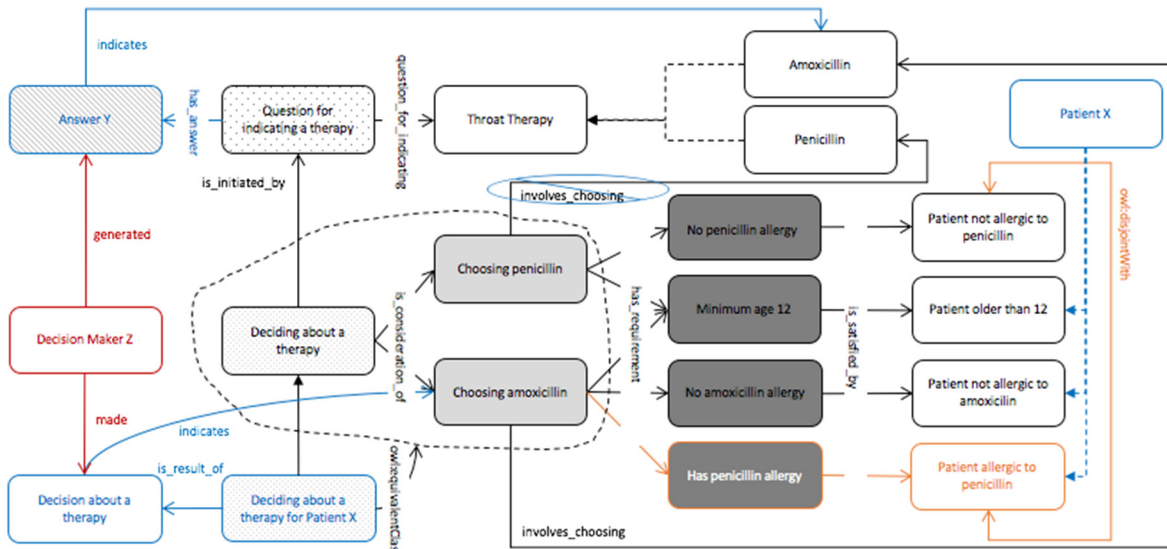 indicates
Amoxicillin
question_for_indicating
Answer Y
has_answer
Question for
indicating a therapy
Throat Therapy
Patient X
Penicillin
is_initiated_by
involves_choosing
owl:disjointWith
No penicillin allergy
Patient not allergic to
penicillin
generated
Choosing penicillin
is_consideration_of
has_requirement
Decision Maker Z
Deciding about a
therapy
Minimum age 12
is_satisfied_by
Patient older than 12
Choosing amoxicillin
No amoxicillin allergy
Patient not allergic to
amoxicilin
made
indicates
is_result_of
owl:equivalentClas
Has penicillin allergy
Patient allergic to
penicillin
Decision about a
therapy
Deciding about a
therapy for Patient X
involves_choosing